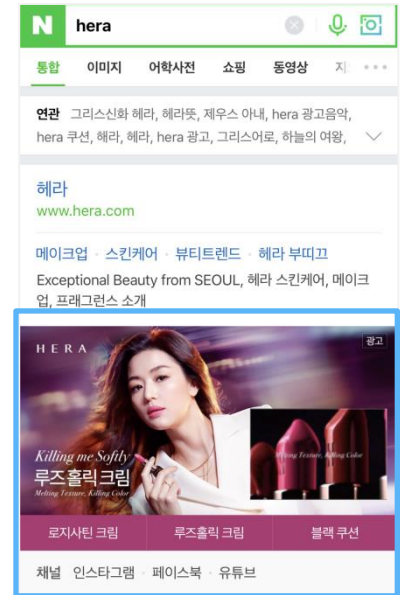 N hera
통합 이미지 어학사전 쇼핑 동영상
연관 그리스신화 헤라, 헤라뜻, 제우스 아내, hera 광고음악,
hera 쿠션, 해라, 헤라, hera 광고, 그리스어로, 하늘의 여왕,
헤라
www.hera.com
메이크업 · 스킨케어 · 뷰티트렌드 · 헤라 부띠끄
Exceptional Beauty from SEOUL, 헤라 스킨케어, 메이크
업, 프래그런스 소개
HERA
광고
Killing me Softly
루즈홀릭크림
Melting Texture, Killing Color
Melting Texture, Killing Color
로지사틴 크림 루즈홀릭 크림 블랙 쿠션
채널 인스타그램 · 페이스북 · 유튜브